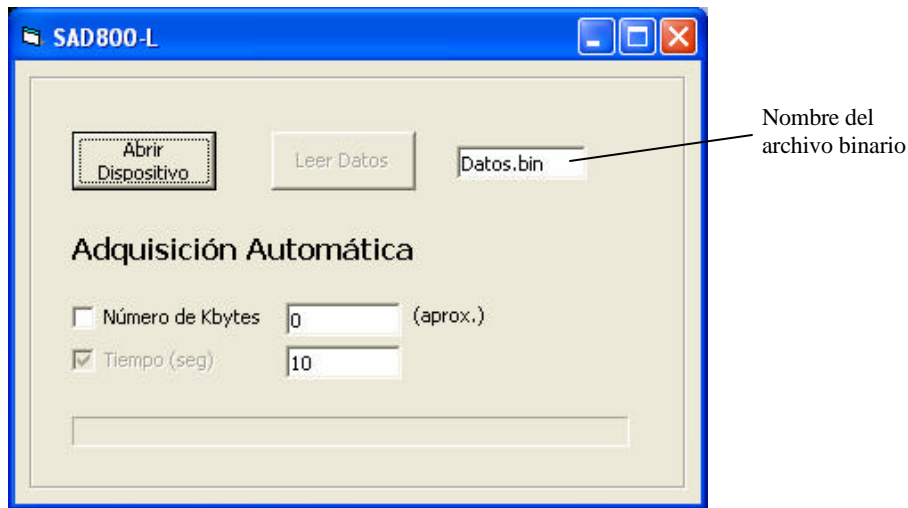 SAD800-L
Abrir
Dispositivo
Leer Datos
Datos.bin
Nombre del
archivo binario
Adquisición Automática
Número de Kbytes 0 (aprox.)
Tiempo (seg) 10